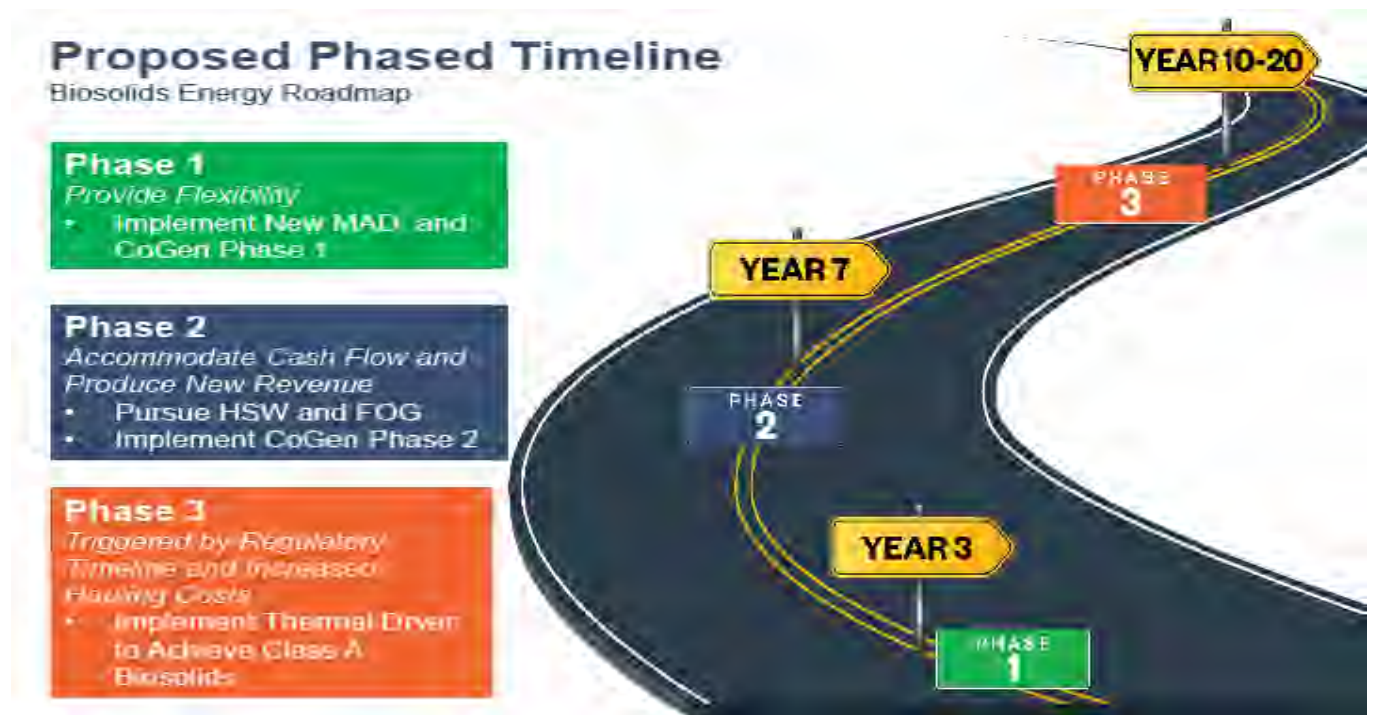 Proposed Phased Timeline
Biosolids Energy Roadmap
Phase 1
Provide Flexibility
• Implement New MAD and
CoGen Phase 1
Phase 2
Accommodate Cash Flow and
Produce New Revenue
• Pursue HSW and FOG
• Implement CoGen Phase 2
Phase 3
Triggered by Regulatory
Timeline and Increased
Hauling Costs
• Implement Thermal Dryer
to Achieve Class A
Biosolids
YEAR 10-20
PHASE
3
YEAR 7
PHASE
2
YEAR 3
PHASE
1